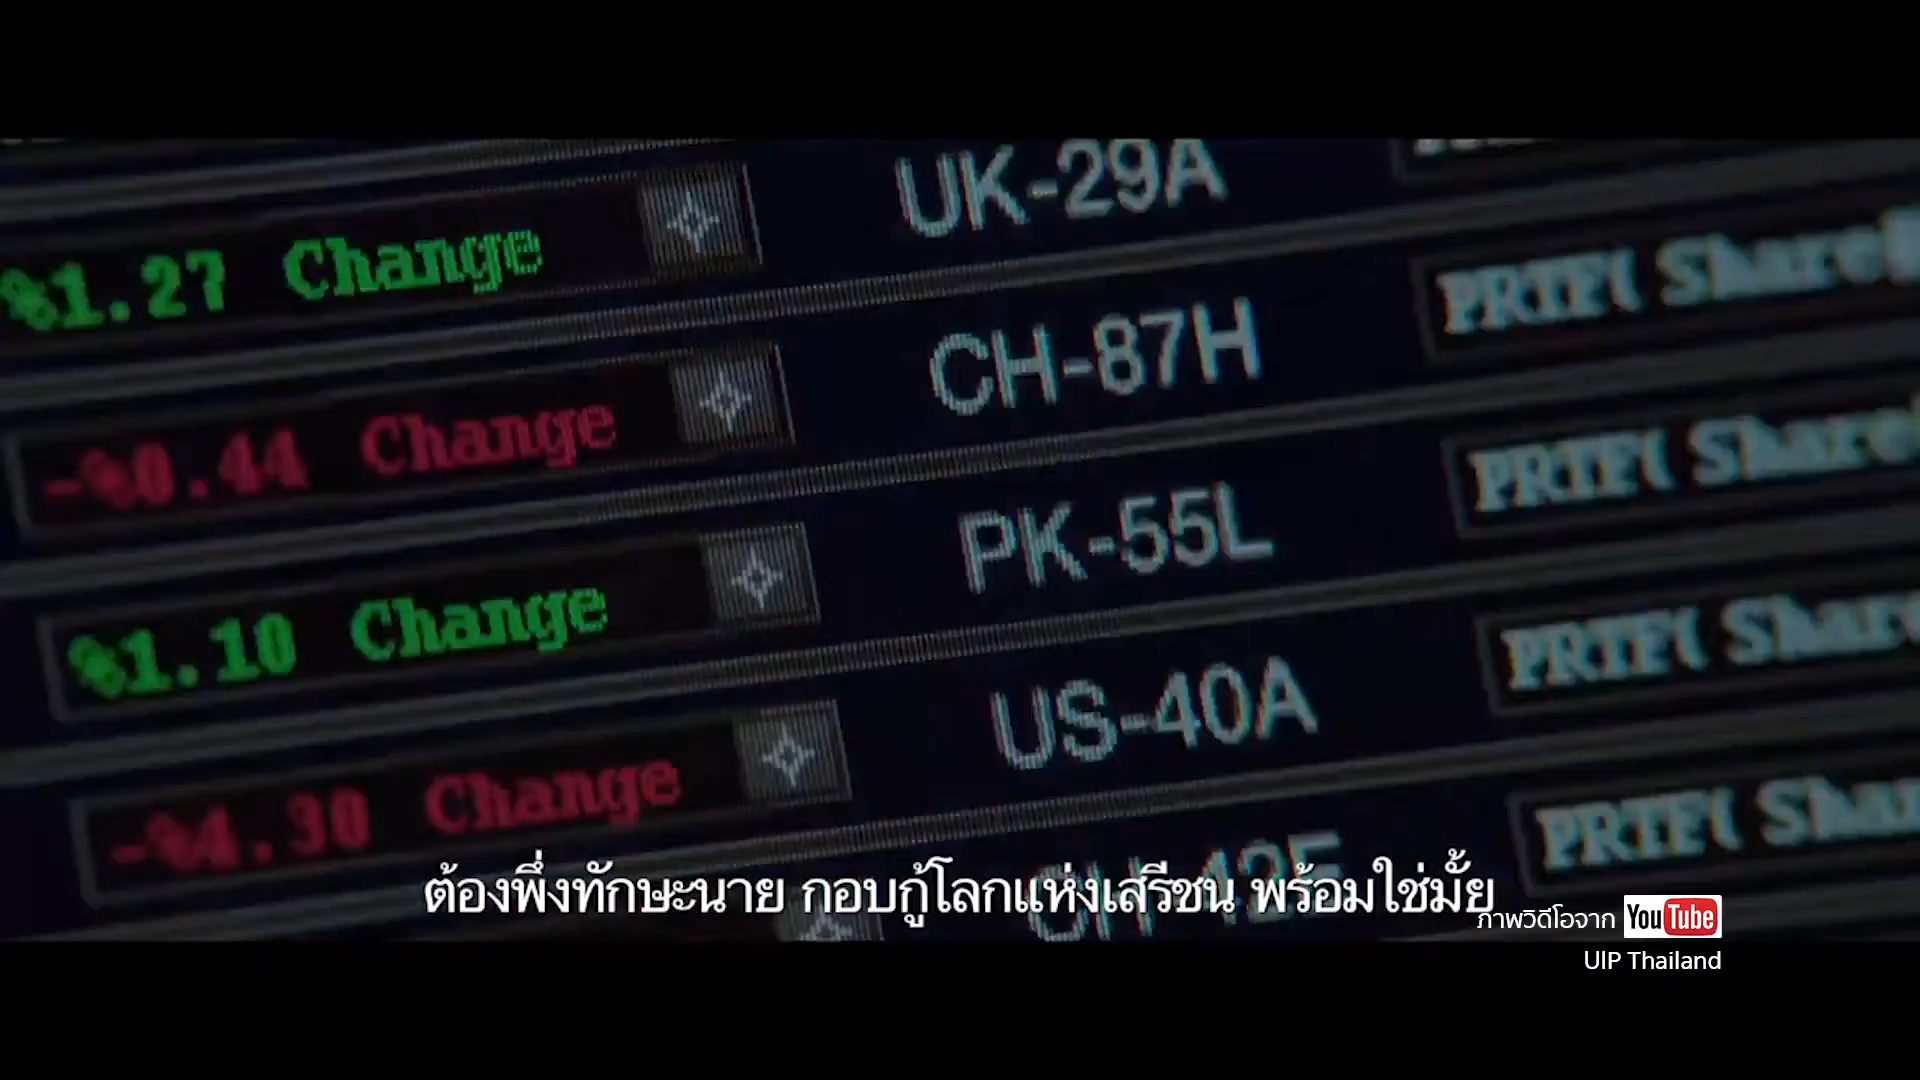 UK-29A
%1.27 Change
CH-87H
PRTF( Share
-%0.44 Change
PK-55L
PRTF( Share
%1.10 Change
US-40A
PRTF( Share
-%4.30 Change
PRTF( Shar
ต้องพึ่งทักษะนาย กอบกู้โลกแห่งเสรีชน พร้อมใช่มั้ย
ภาพวิดีโอจาก YouTube
UIP Thailand